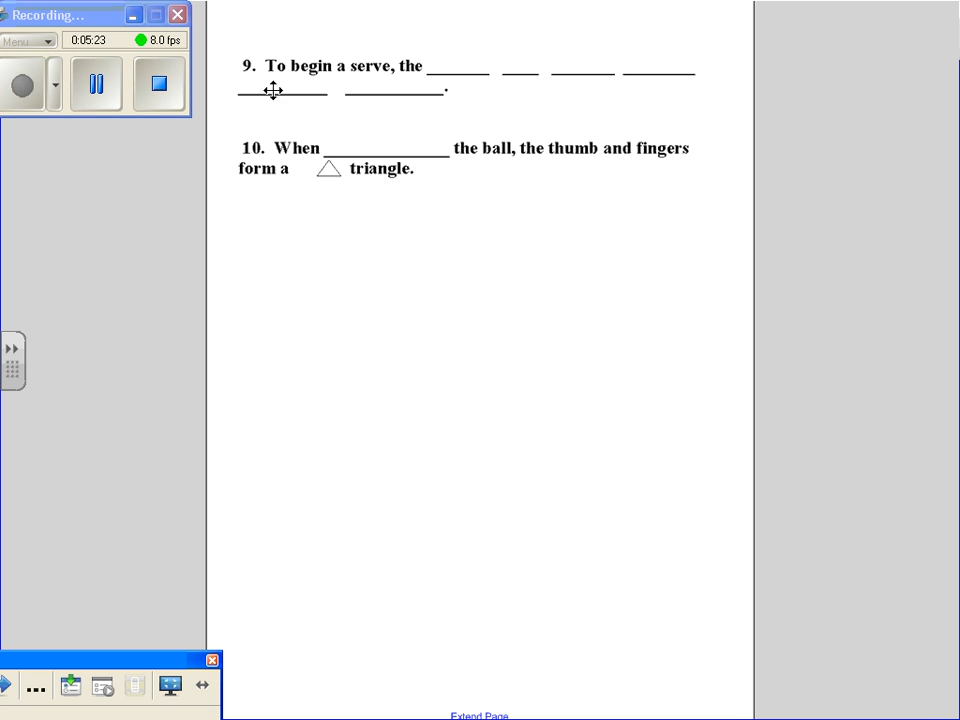 Recording...
Menu 0:05:23 8.0 fps
9. To begin a serve, the _______ ____ _______ ________
__________ ___________.
10. When ______________ the ball, the thumb and fingers
form a triangle.
Extend Page